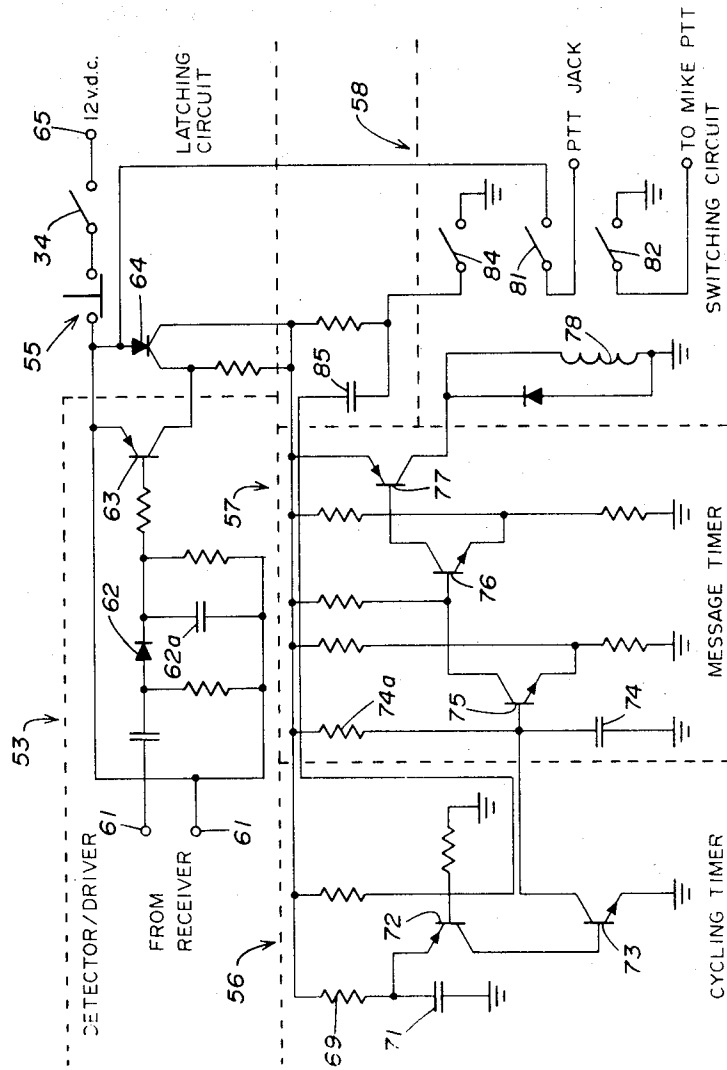 53
DETECTOR/DRIVER
61
61
FROM
RECEIVER
62
62a
63
55
64
34
65
12 v.d.c.
LATCHING
CIRCUIT
56
69
71
72
73
CYCLING TIMER
57
74a
74
75
76
77
MESSAGE TIMER
85
58
78
84
81
82
PTT JACK
TO MIKE PTT
SWITCHING CIRCUIT